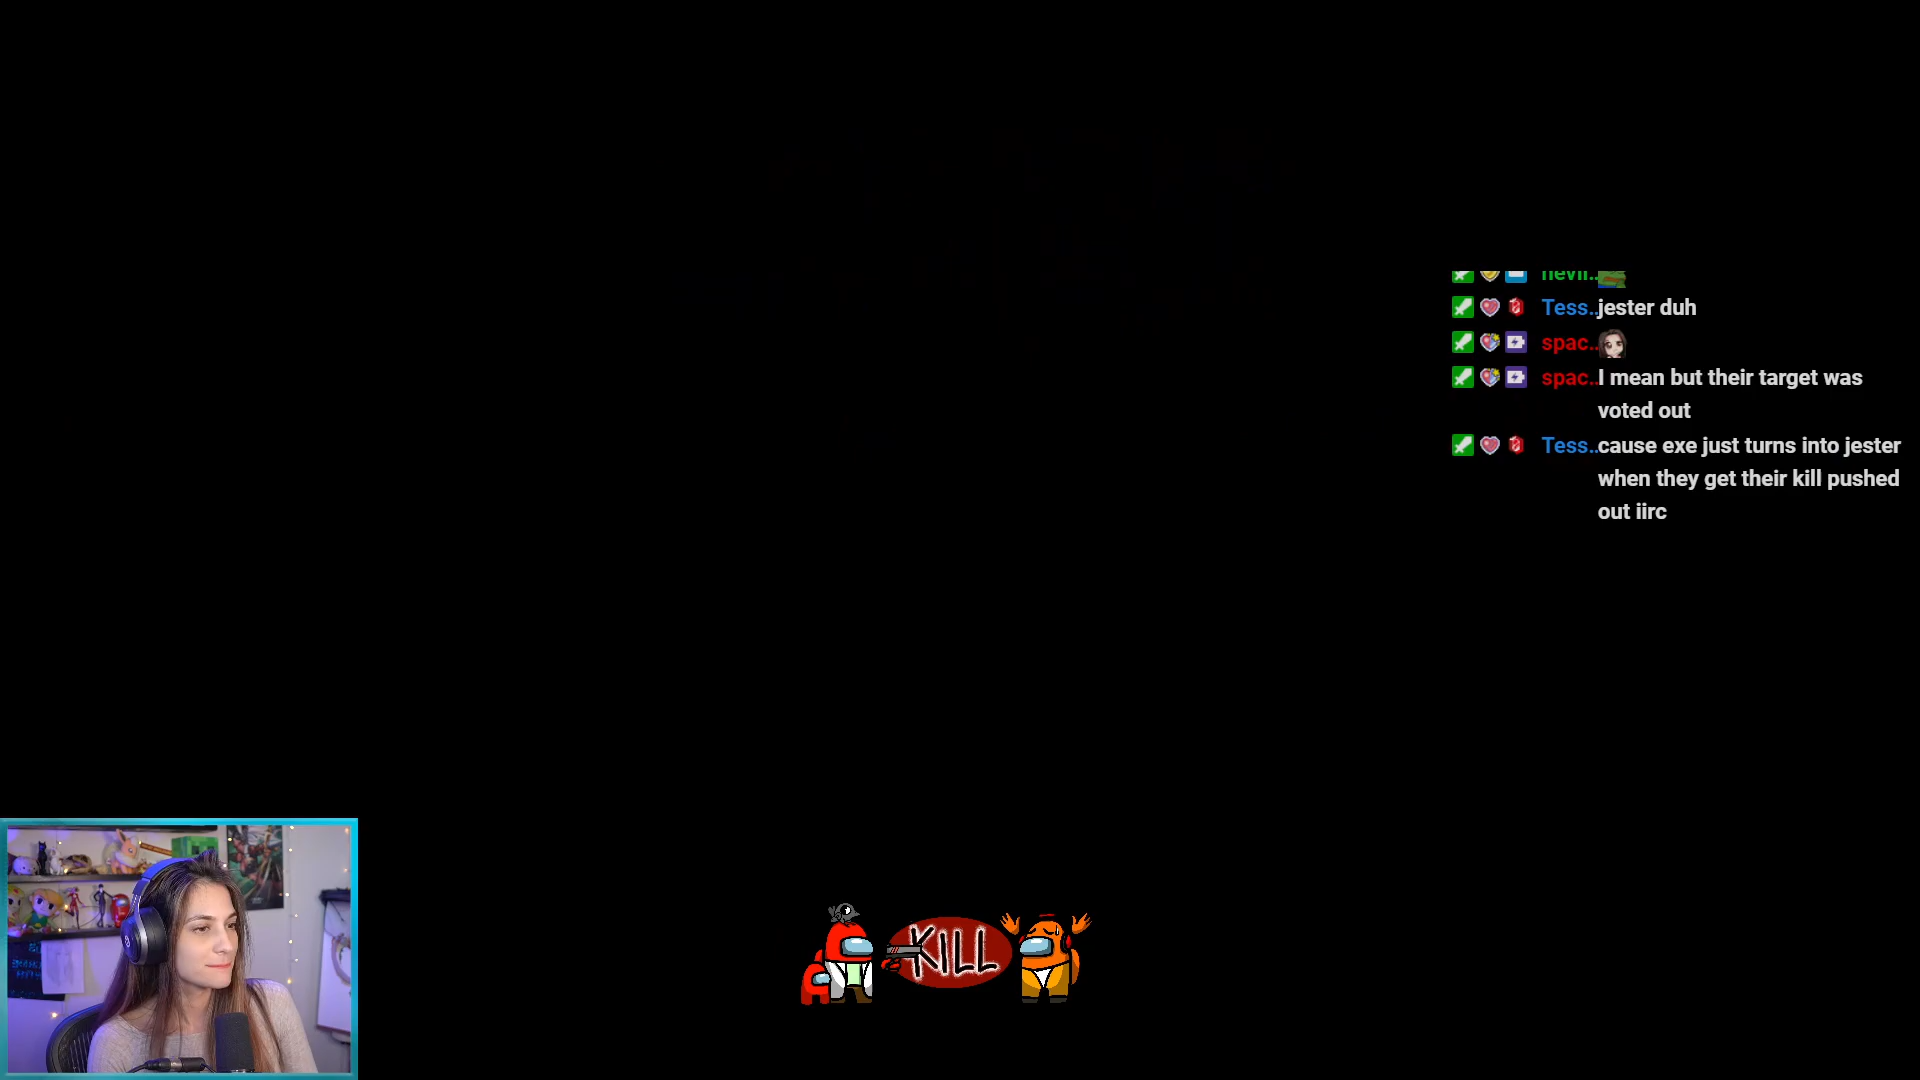 nevii..
Tess..jester duh
spac..
spac..I mean but their target was
voted out
Tess..cause exe just turns into jester
when they get their kill pushed
out iirc
KILL